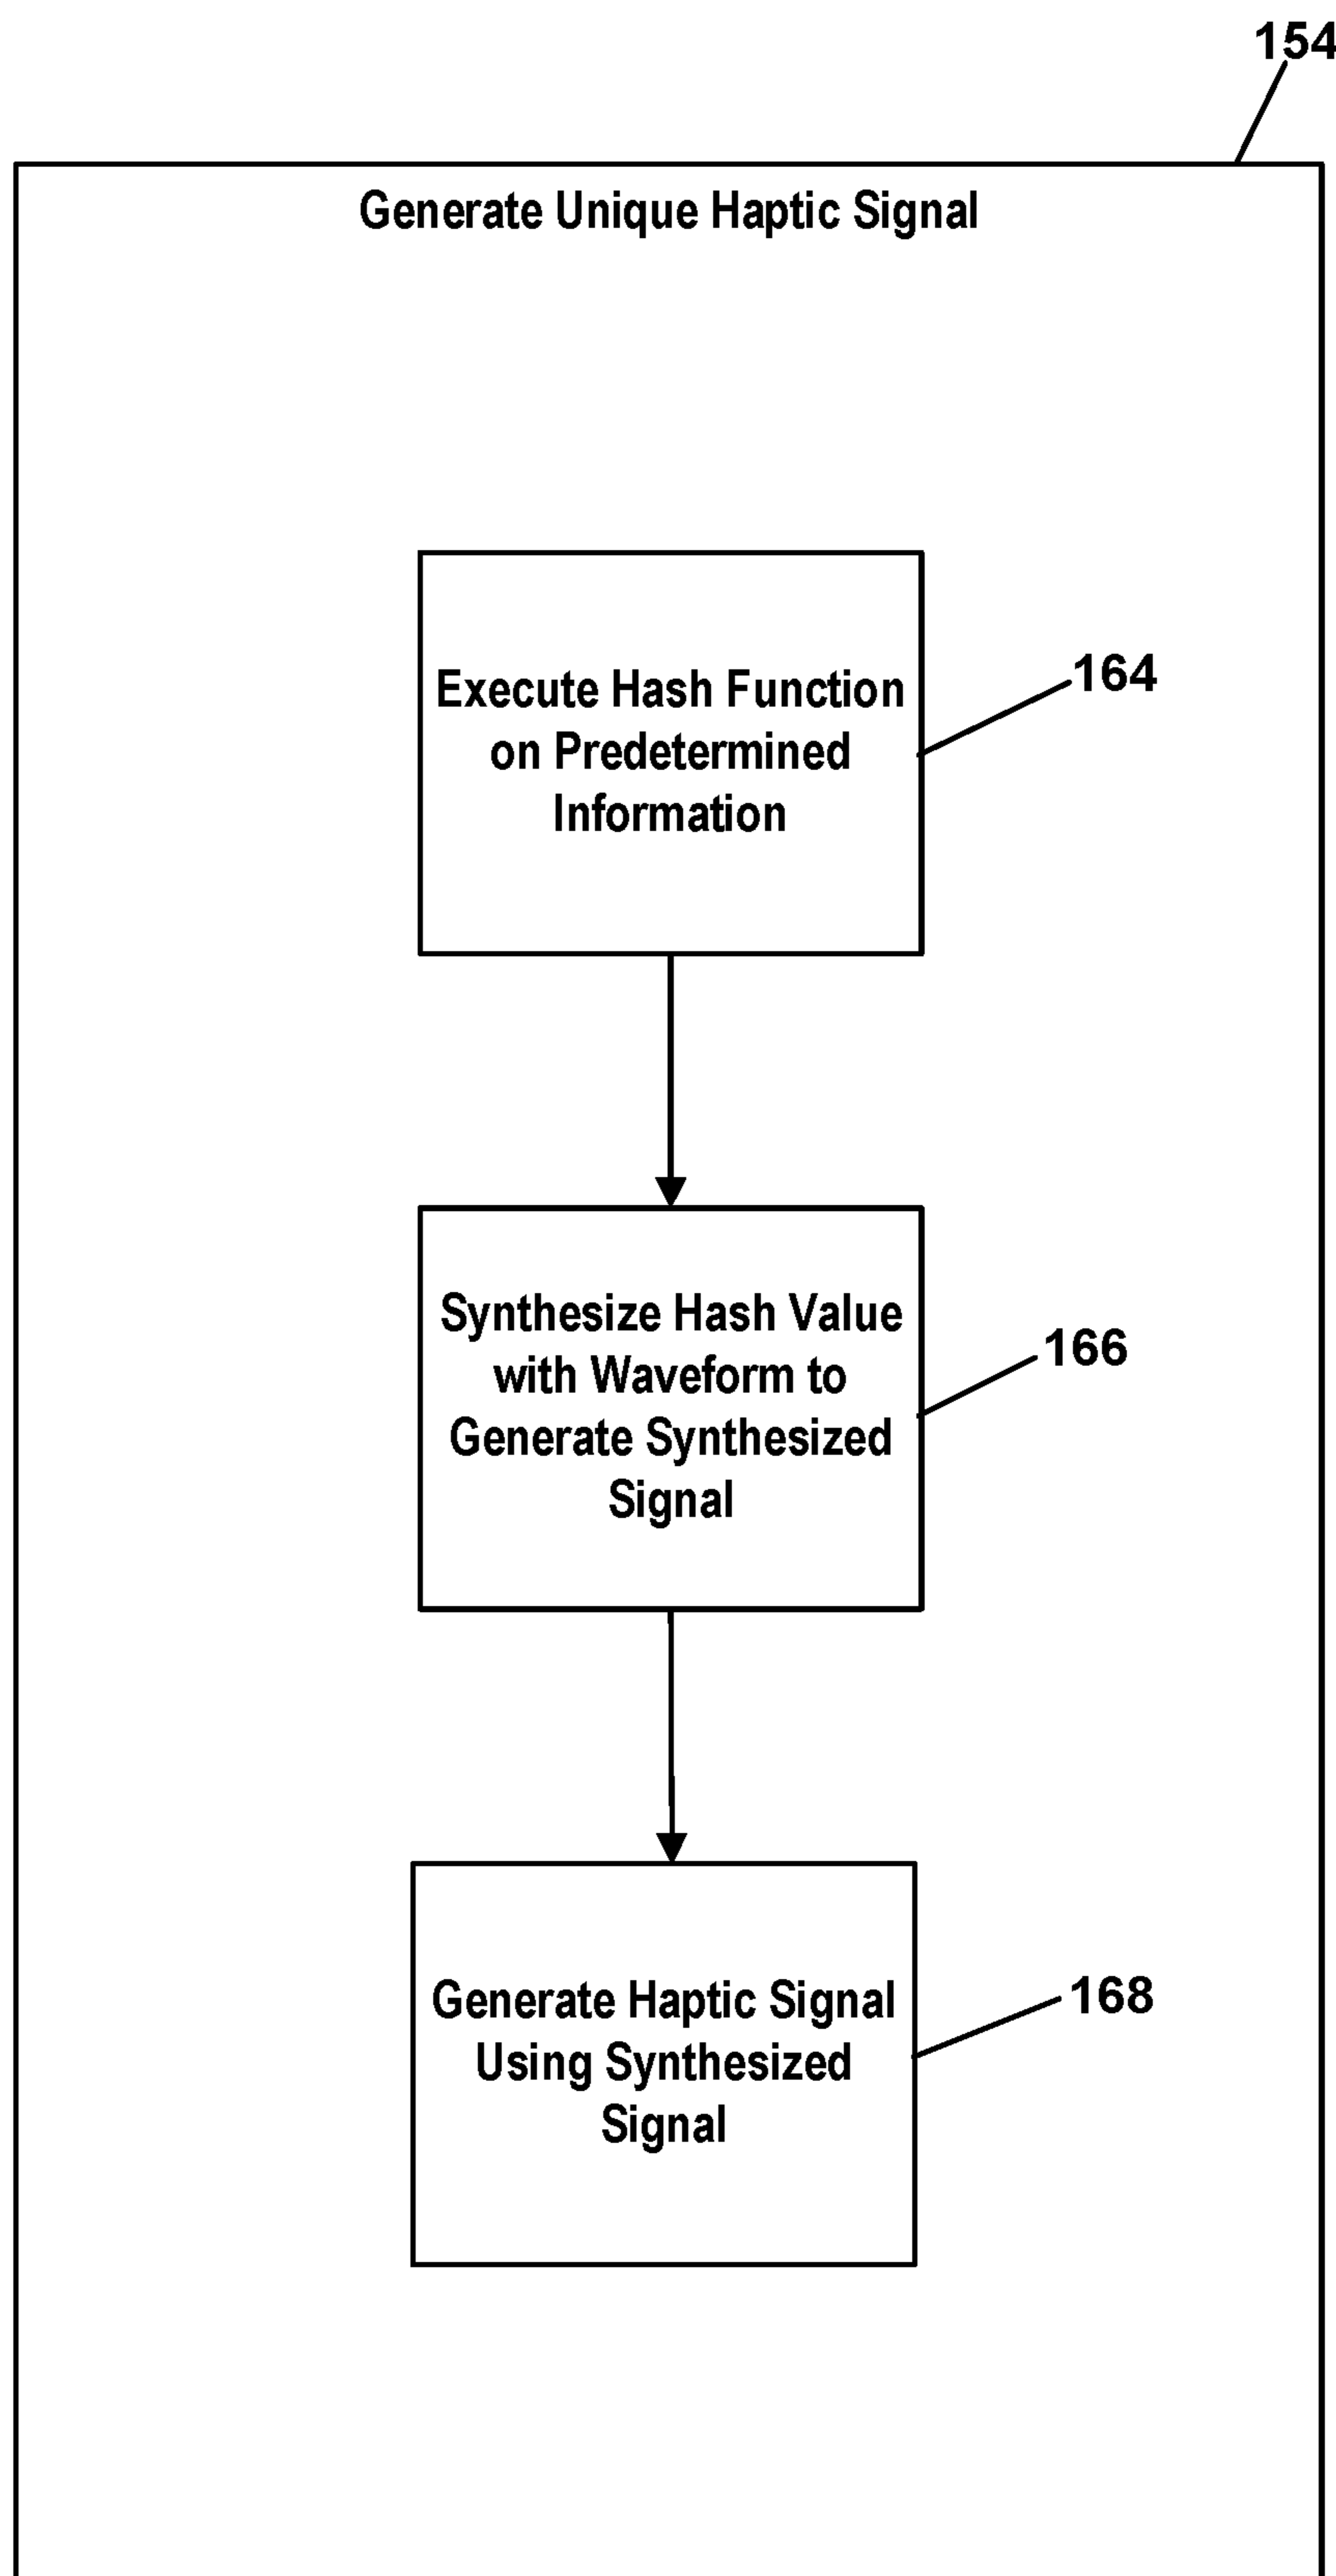 154
Generate Unique Haptic Signal
Execute Hash Function
on Predetermined
Information
164
Synthesize Hash Value
with Waveform to
Generate Synthesized
Signal
166
Generate Haptic Signal
Using Synthesized
Signal
168